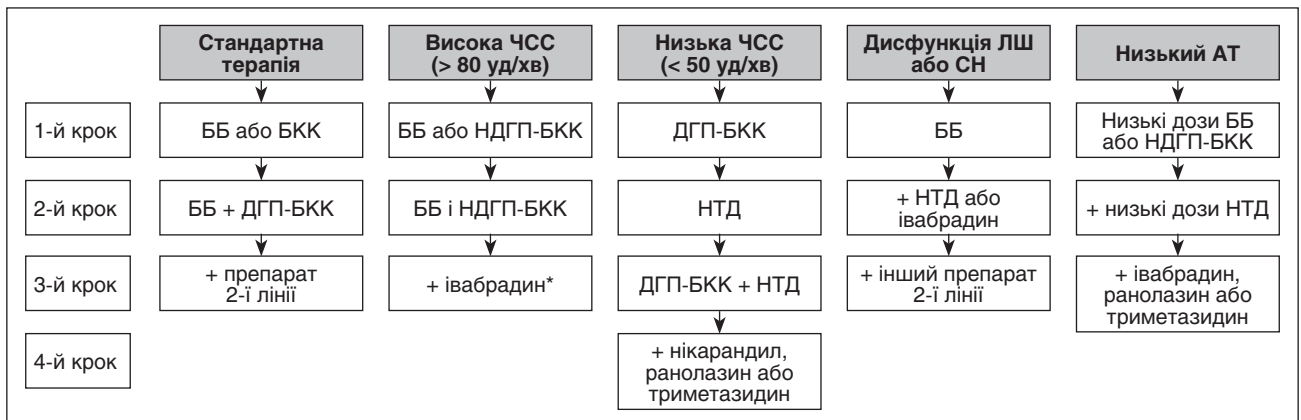 Стандартна
терапія
Висока ЧСС
(> 80 уд/хв)
Низька ЧСС
(< 50 уд/хв)
Дисфункція ЛШ
або СН
Низький АТ
1-й крок
ББ або БКК
ББ або НДГП-БКК
ДГП-БКК
ББ
Низькі дози ББ
або НДГП-БКК
2-й крок
ББ + ДГП-БКК
ББ і НДГП-БКК
НТД
+ НТД або
івабрадин
+ низькі дози НТД
3-й крок
+ препарат
2-ї лінії
+ івабрадин*
ДГП-БКК + НТД
+ інший препарат
2-ї лінії
+ івабрадин,
ранолазин або
триметазидин
4-й крок
+ нікарандил,
ранолазин або
триметазидин